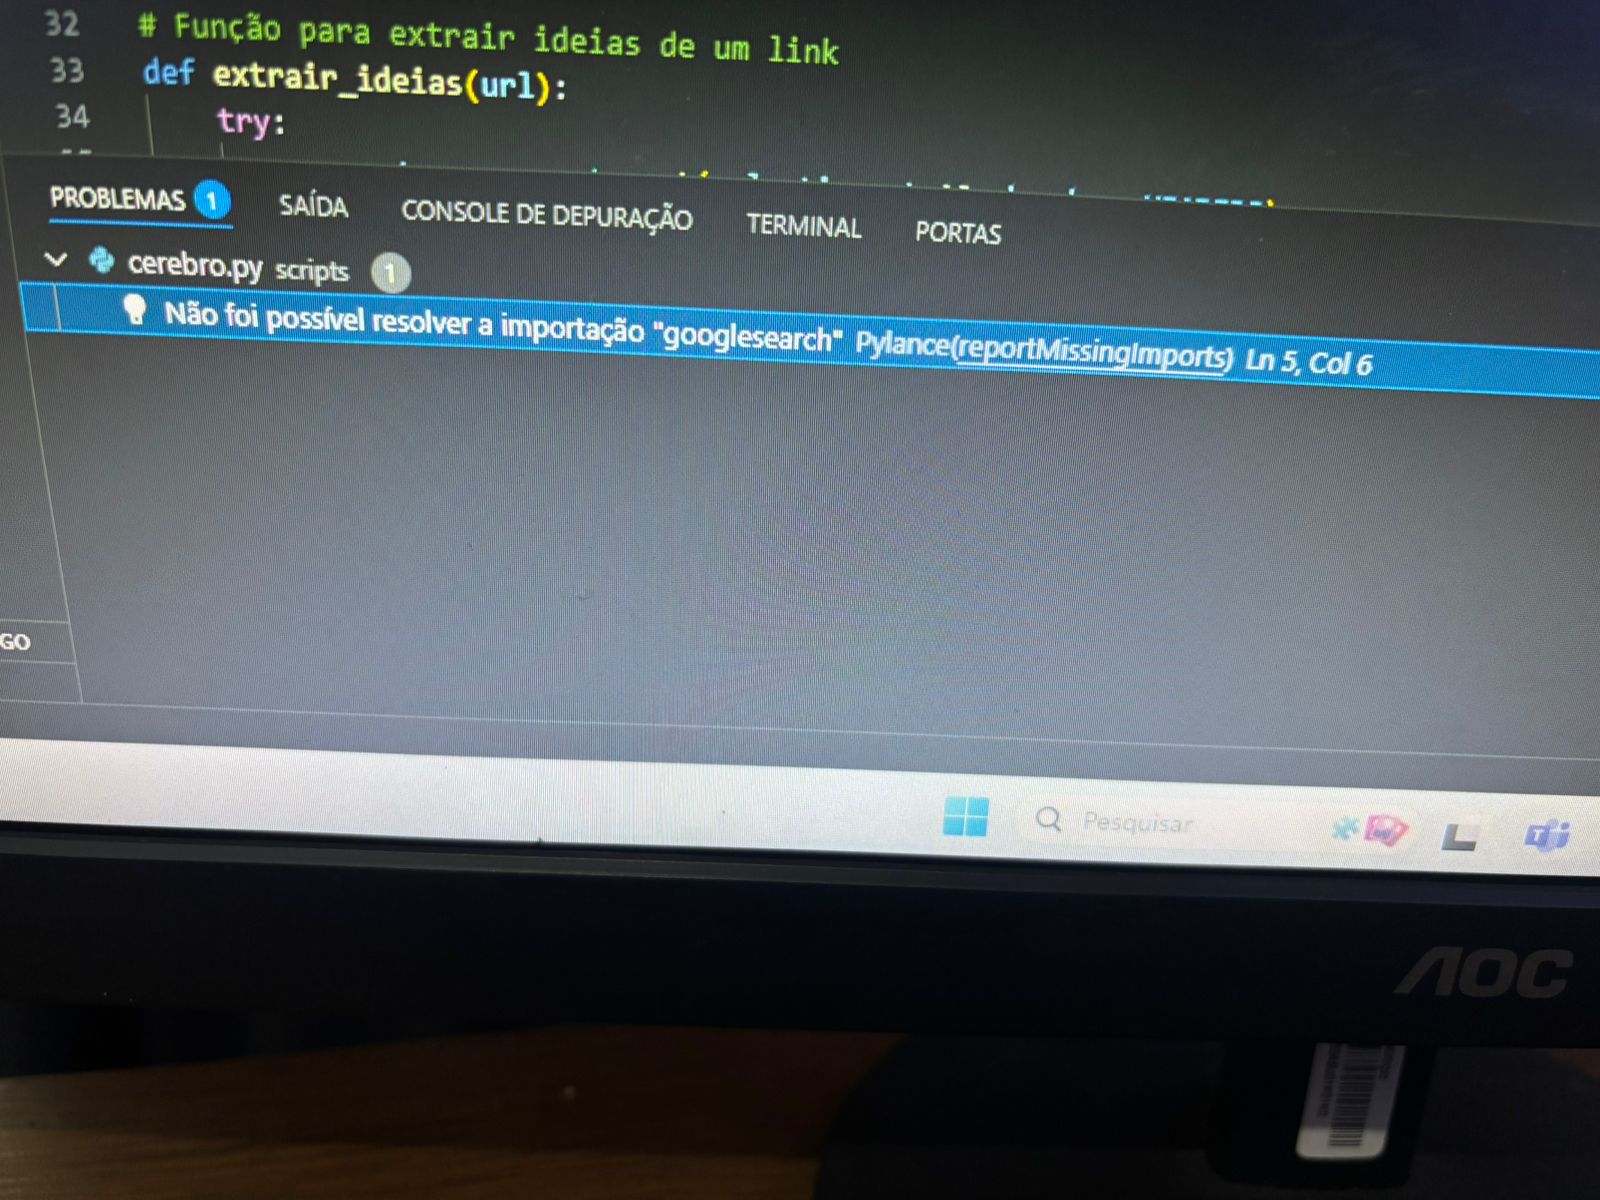 32 # Função para extrair ideias de um link
33 def extrair_ideias(url):
34 try:
PROBLEMAS 1 SAÍDA CONSOLE DE DEPURAÇÃO TERMINAL PORTAS
cerebro.py scripts 1
Não foi possível resolver a importação "googlesearch" Pylance(reportMissingImports) Ln 5, Col 6
GO
Pesquisar
AOC